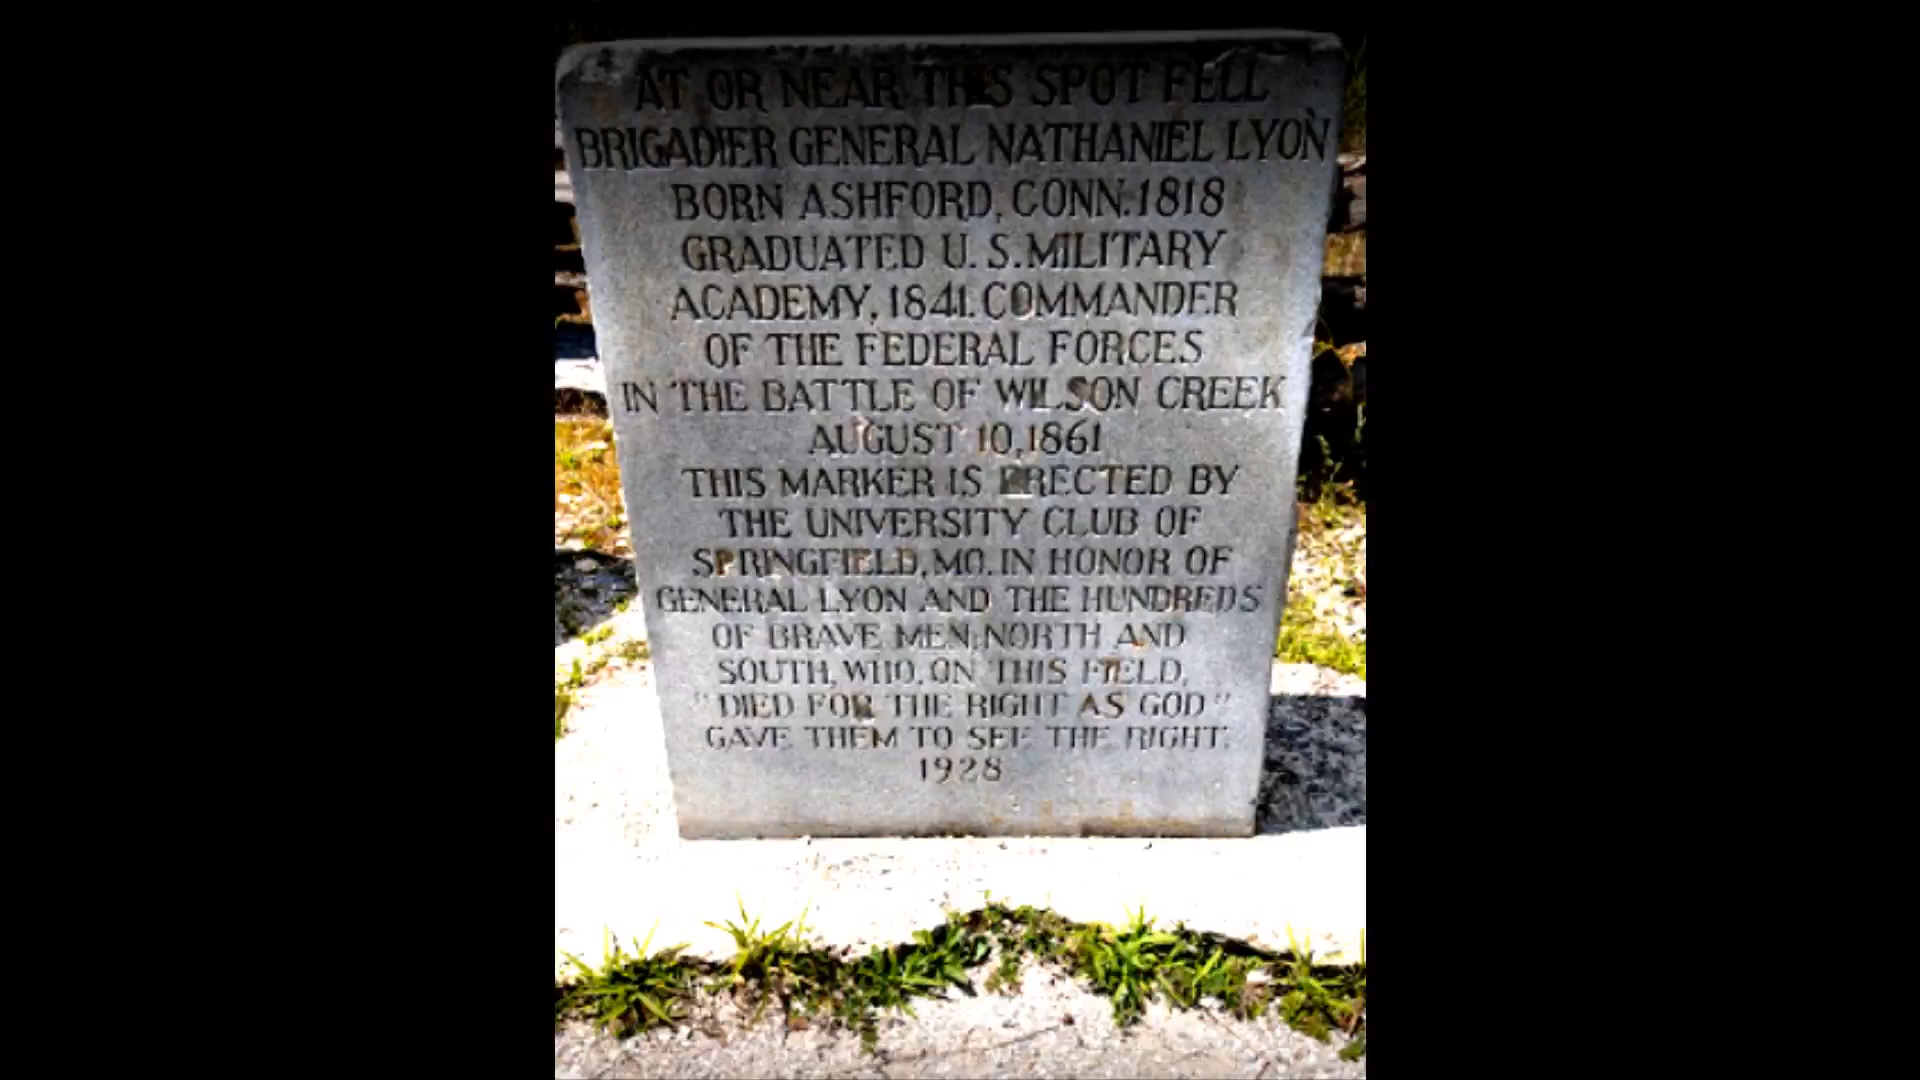 AT OR NEAR THIS SPOT FELL
BRIGADIER GENERAL NATHANIEL LYON
BORN ASHFORD, CONN. 1818
GRADUATED U. S. MILITARY
ACADEMY, 1841. COMMANDER
OF THE FEDERAL FORCES
IN THE BATTLE OF WILSON CREEK
AUGUST 10, 1861
THIS MARKER IS ERECTED BY
THE UNIVERSITY CLUB OF
SPRINGFIELD, MO. IN HONOR OF
GENERAL LYON AND THE HUNDREDS
OF BRAVE MEN, NORTH AND
SOUTH, WHO, ON THIS FIELD,
"DIED FOR THE RIGHT AS GOD"
GAVE THEM TO SEE THE RIGHT.
1928